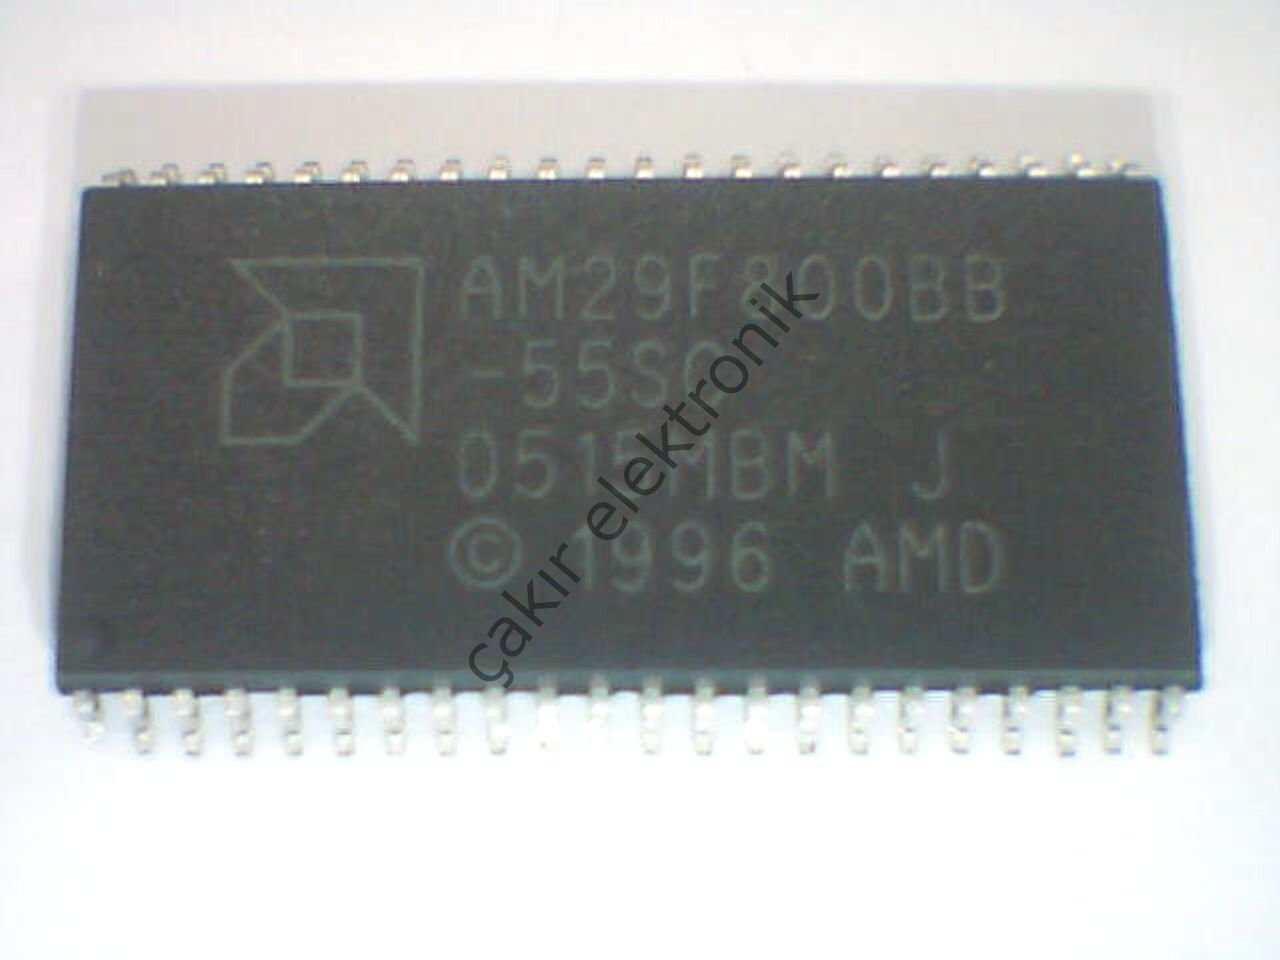 AM29F800BB
-55SC
0515MBM J
© 1996 AMD
çakır elektronik